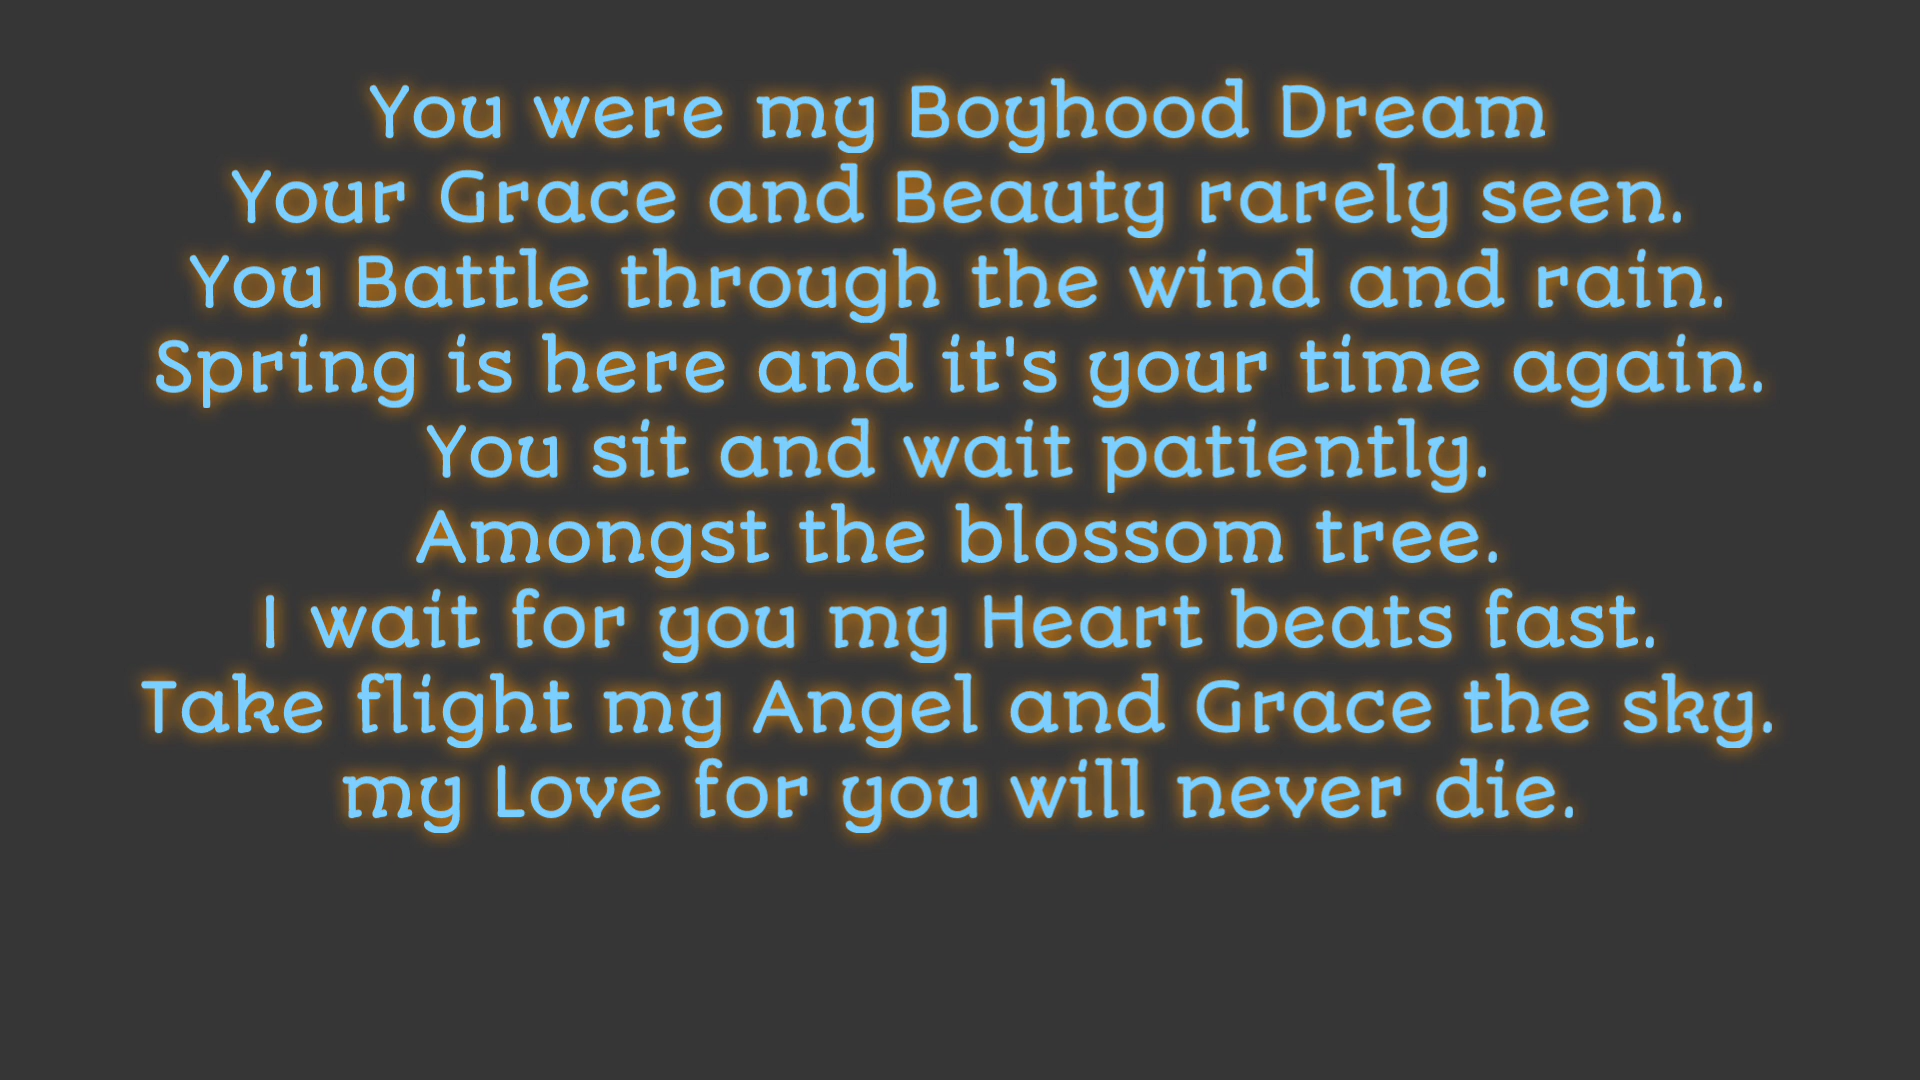 You were my Boyhood Dream
Your Grace and Beauty rarely seen.
You Battle through the wind and rain.
Spring is here and it's your time again.
You sit and wait patiently.
Amongst the blossom tree.
I wait for you my Heart beats fast.
Take flight my Angel and Grace the sky.
my Love for you will never die.